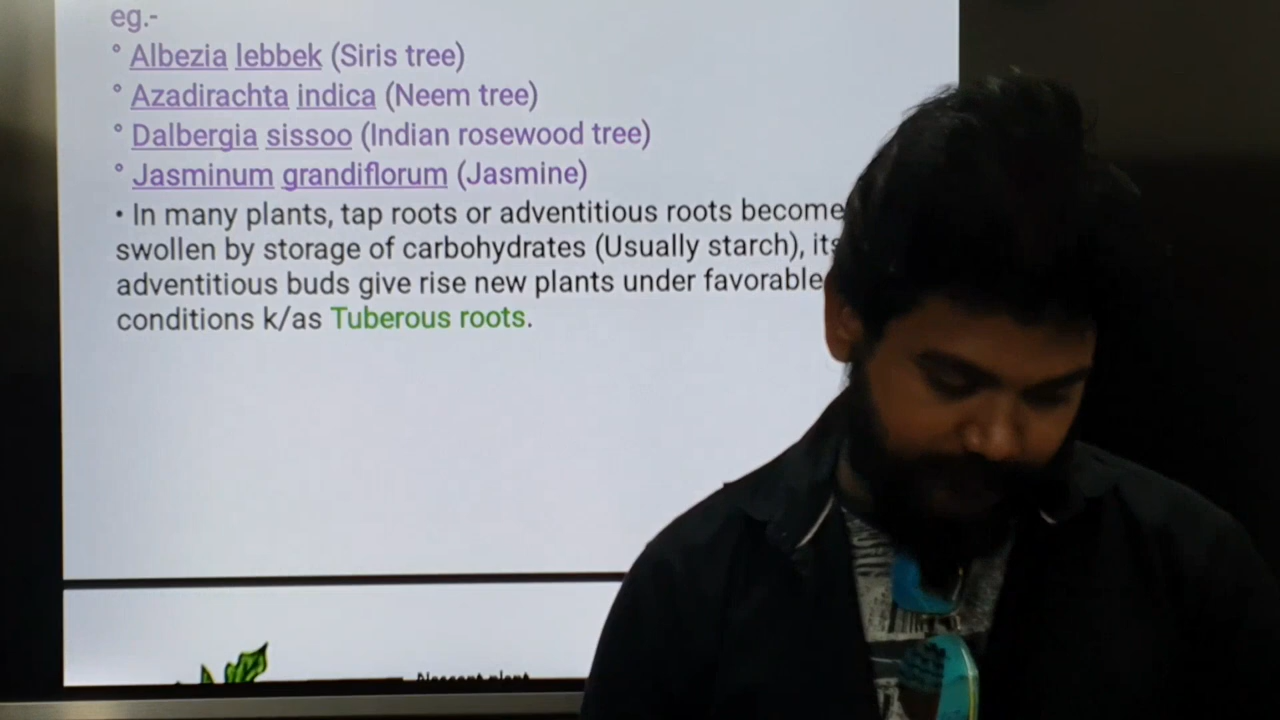 eg.-
° Albezia lebbek (Siris tree)
° Azadirachta indica (Neem tree)
° Dalbergia sissoo (Indian rosewood tree)
° Jasminum grandiflorum (Jasmine)
• In many plants, tap roots or adventitious roots become
swollen by storage of carbohydrates (Usually starch), its
adventitious buds give rise new plants under favorable
conditions k/as Tuberous roots.